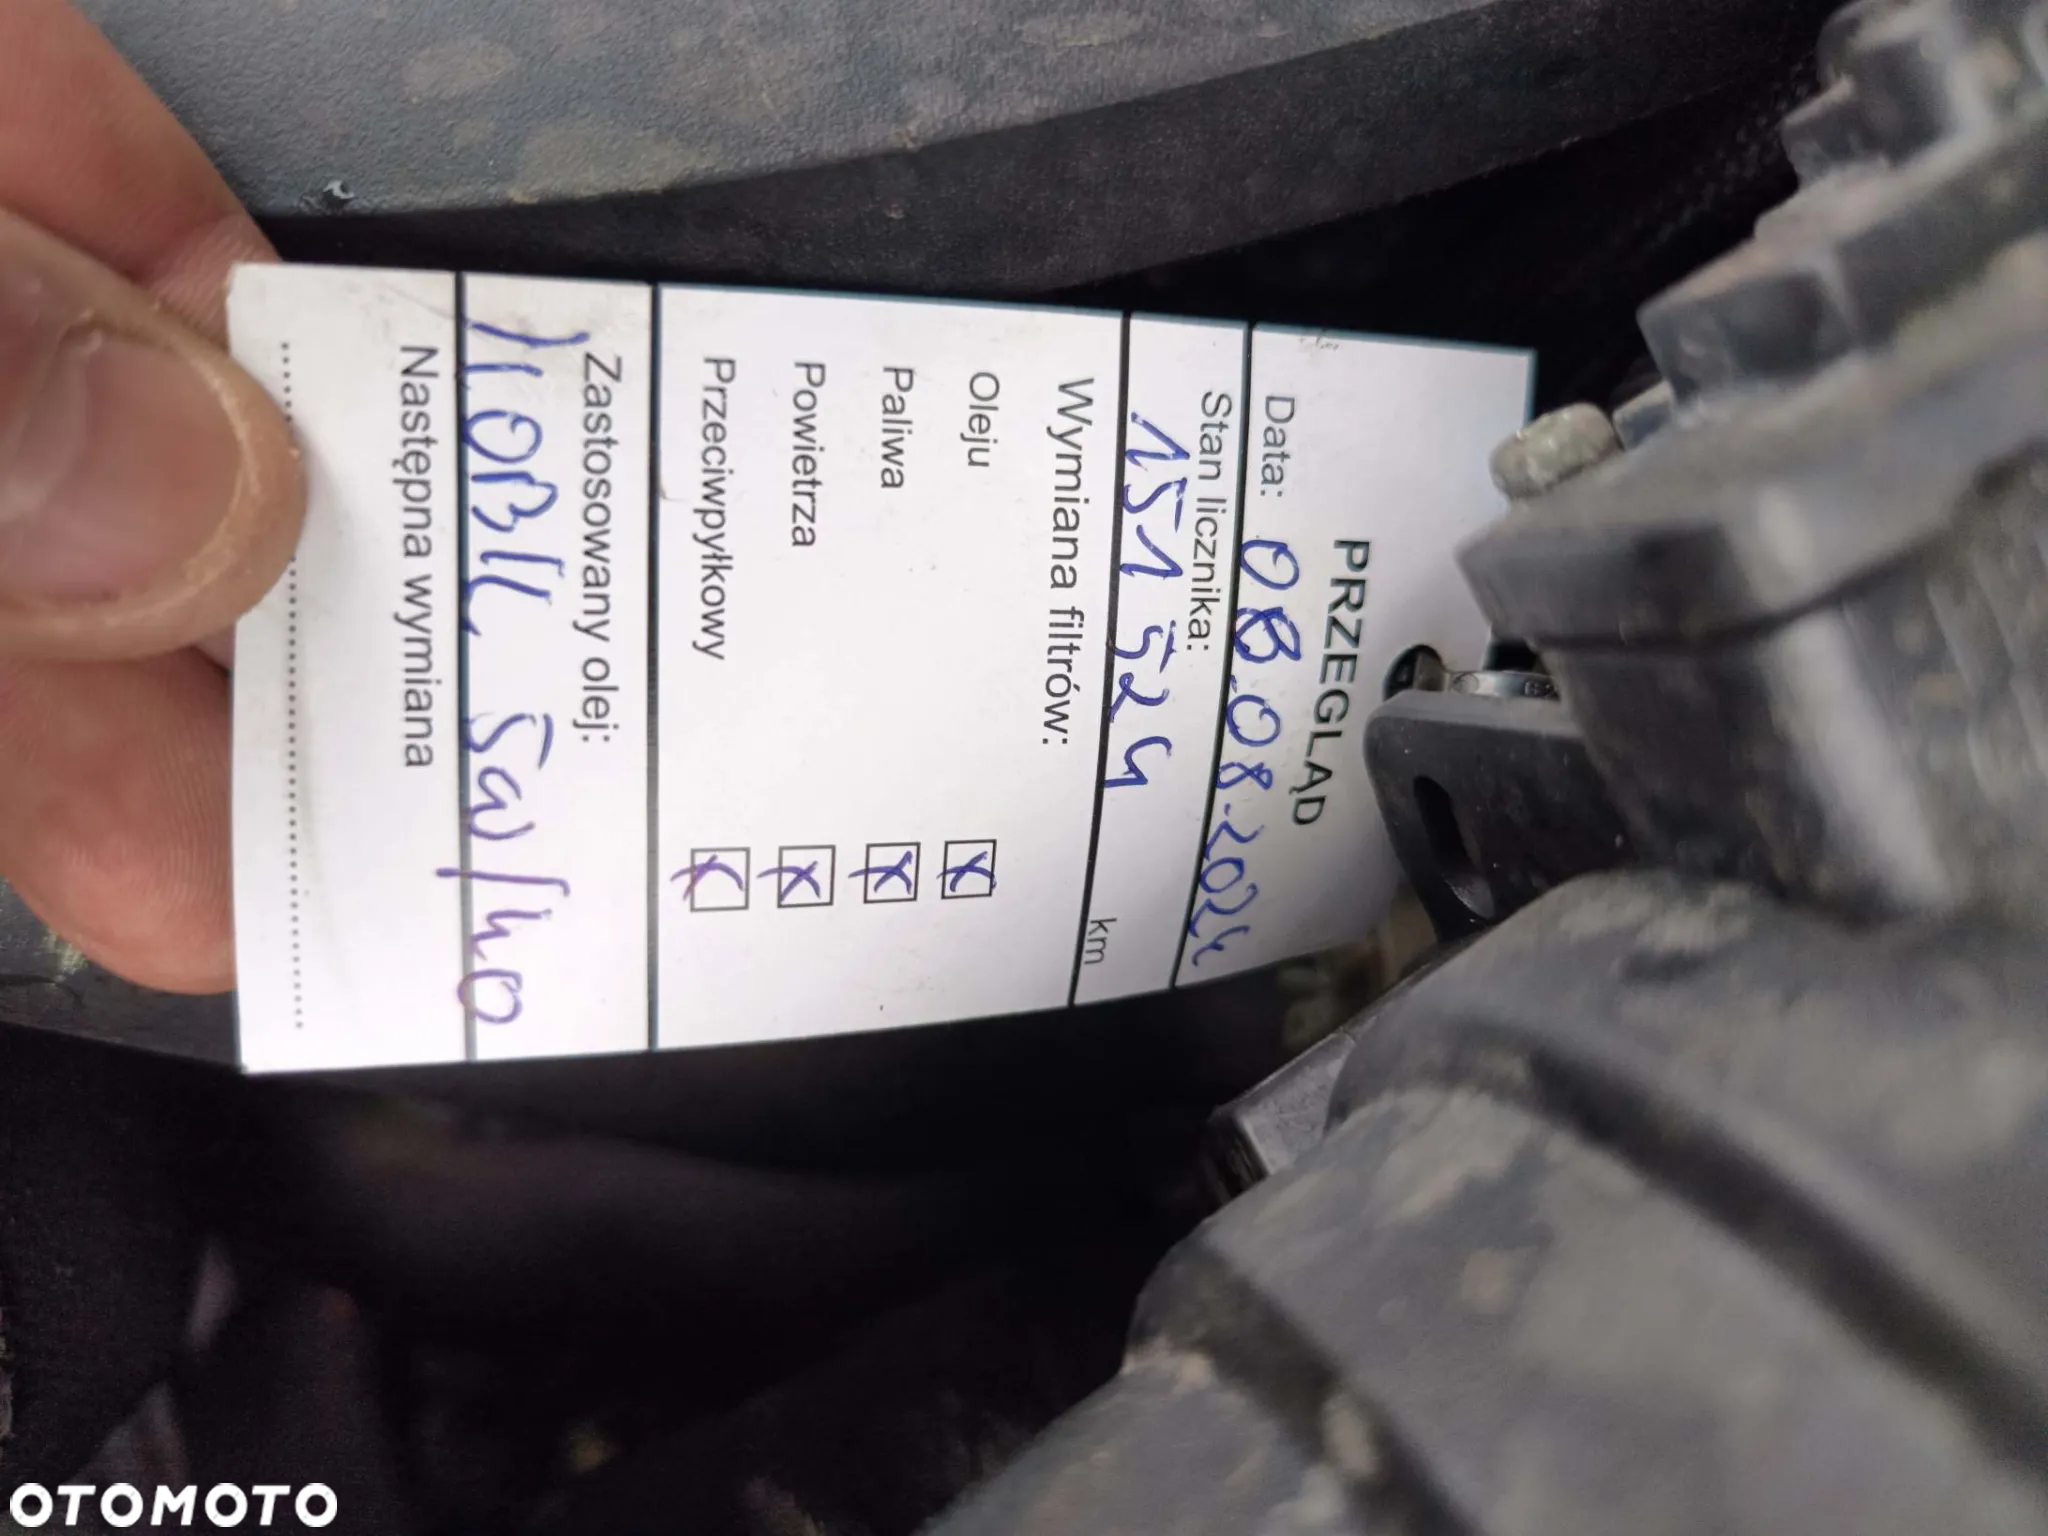 PRZEGLĄD
Data: 08.08.2024
Stan licznika:
151 524 km
Wymiana filtrów:
Oleju x
Paliwa x
Powietrza x
Przeciwpyłkowy x
Zastosowany olej:
MOBIL 5w/40
Następna wymiana
OTOMOTO